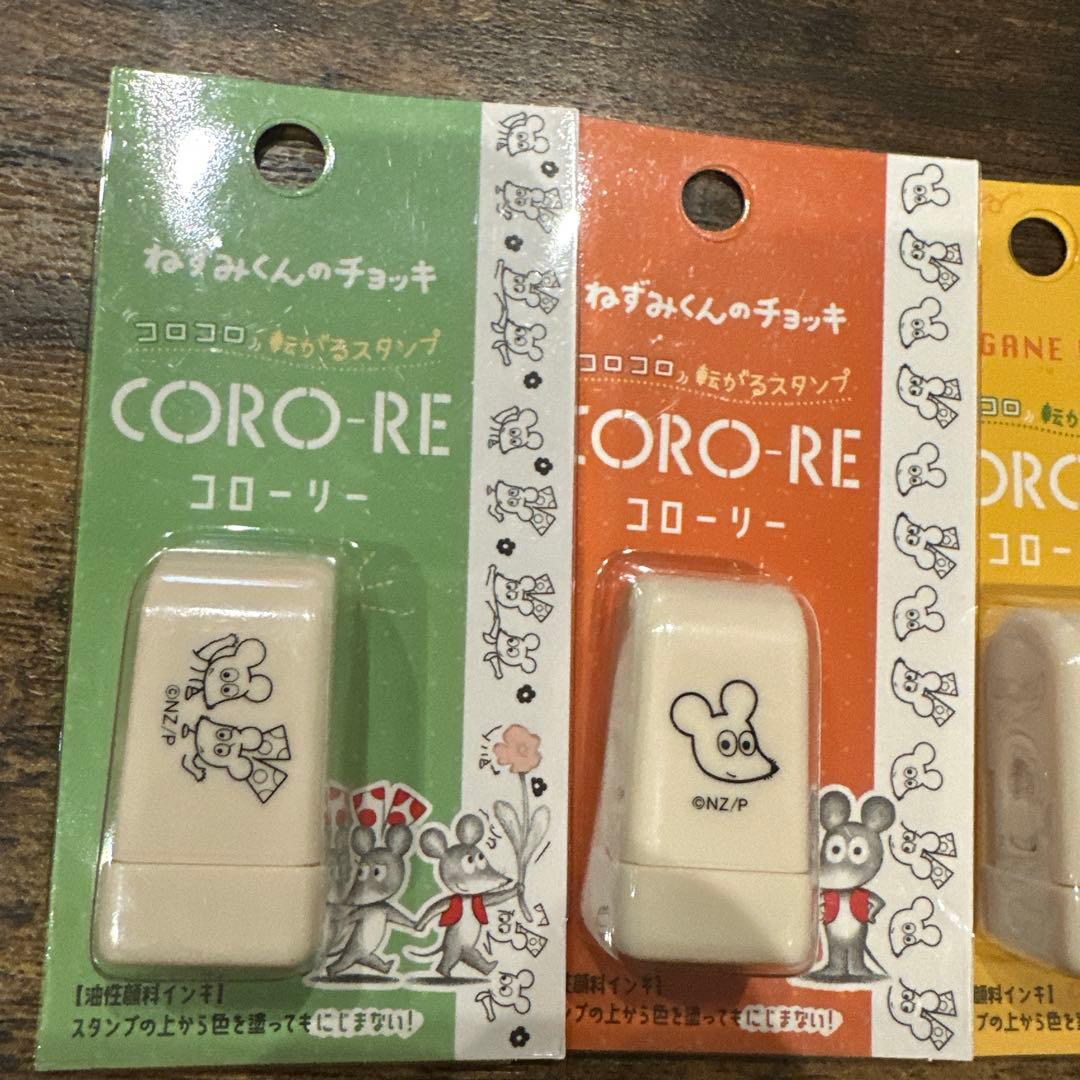 ねずみくんのチョッキ
コロコロ 転がるスタンプ
CORO-RE
コローリー
©NZ/P
【油性顔料インキ】
スタンプの上から色を塗ってもにじまない!
ねずみくんのチョッキ
コロコロ 転がるスタンプ
CORO-RE
コローリー
©NZ/P
性顔料インキ】
スタンプの上から色を塗ってもにじまない!
GANE
コロ 転が
ORO
コロー
顔料インキ】
プの上から色を塗